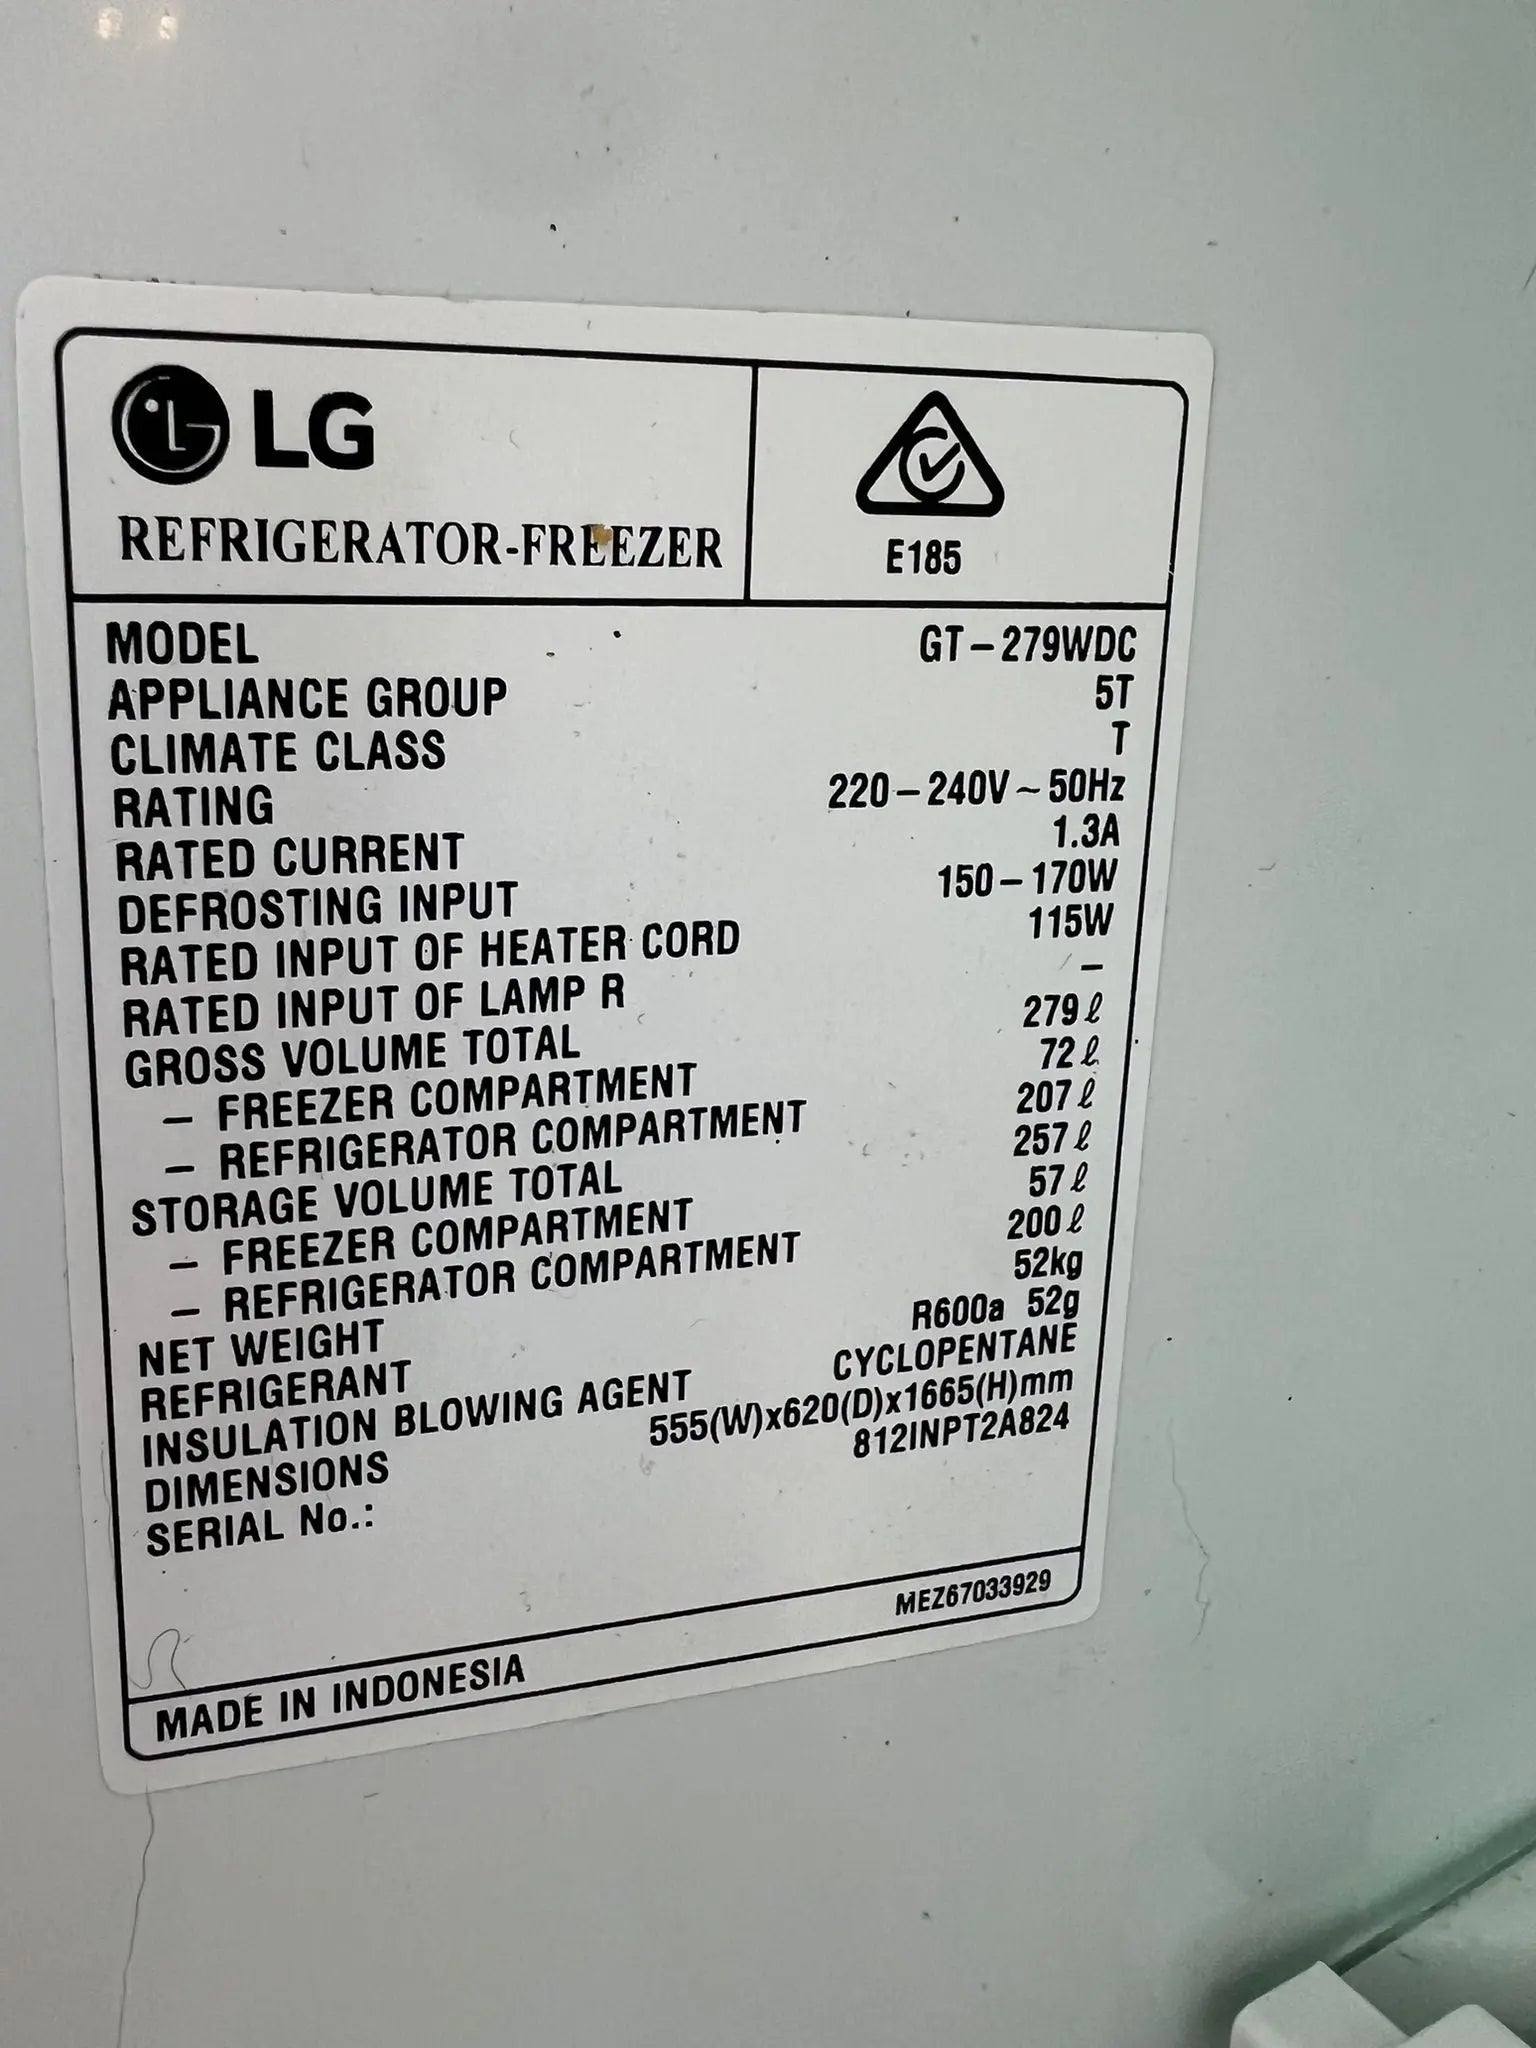 LG
REFRIGERATOR-FREEZER
E185
MODEL GT-279WDC
APPLIANCE GROUP 5T
CLIMATE CLASS T
RATING 220-240V~50Hz
RATED CURRENT 1.3A
DEFROSTING INPUT 150-170W
RATED INPUT OF HEATER CORD 115W
RATED INPUT OF LAMP R -
GROSS VOLUME TOTAL 279ℓ
- FREEZER COMPARTMENT 72ℓ
- REFRIGERATOR COMPARTMENT 207ℓ
STORAGE VOLUME TOTAL 257ℓ
- FREEZER COMPARTMENT 57ℓ
- REFRIGERATOR COMPARTMENT 200ℓ
NET WEIGHT 52kg
REFRIGERANT R600a 52g
INSULATION BLOWING AGENT CYCLOPENTANE
DIMENSIONS 555(W)x620(D)x1665(H)mm
SERIAL No.: 812INPT2A824
MEZ67033929
MADE IN INDONESIA